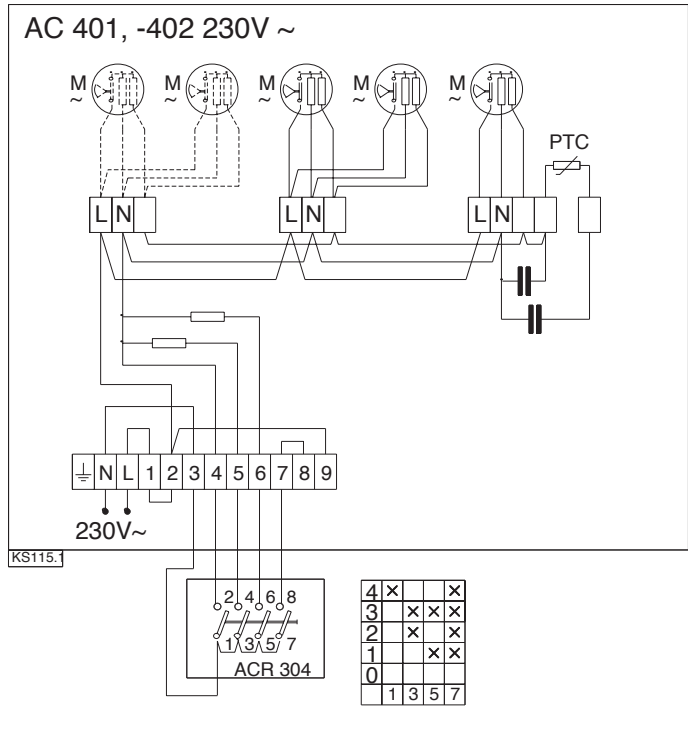 AC 401, -402 230V ~
M ~ M ~ M ~ M ~ M ~
PTC
L N L N L N
⏚ N L 1 2 3 4 5 6 7 8 9
230V~
KS115.1
2 4 6 8
1 3 5 7
ACR 304
4 × ×
3 × × ×
2 × ×
1 × ×
0
1 3 5 7